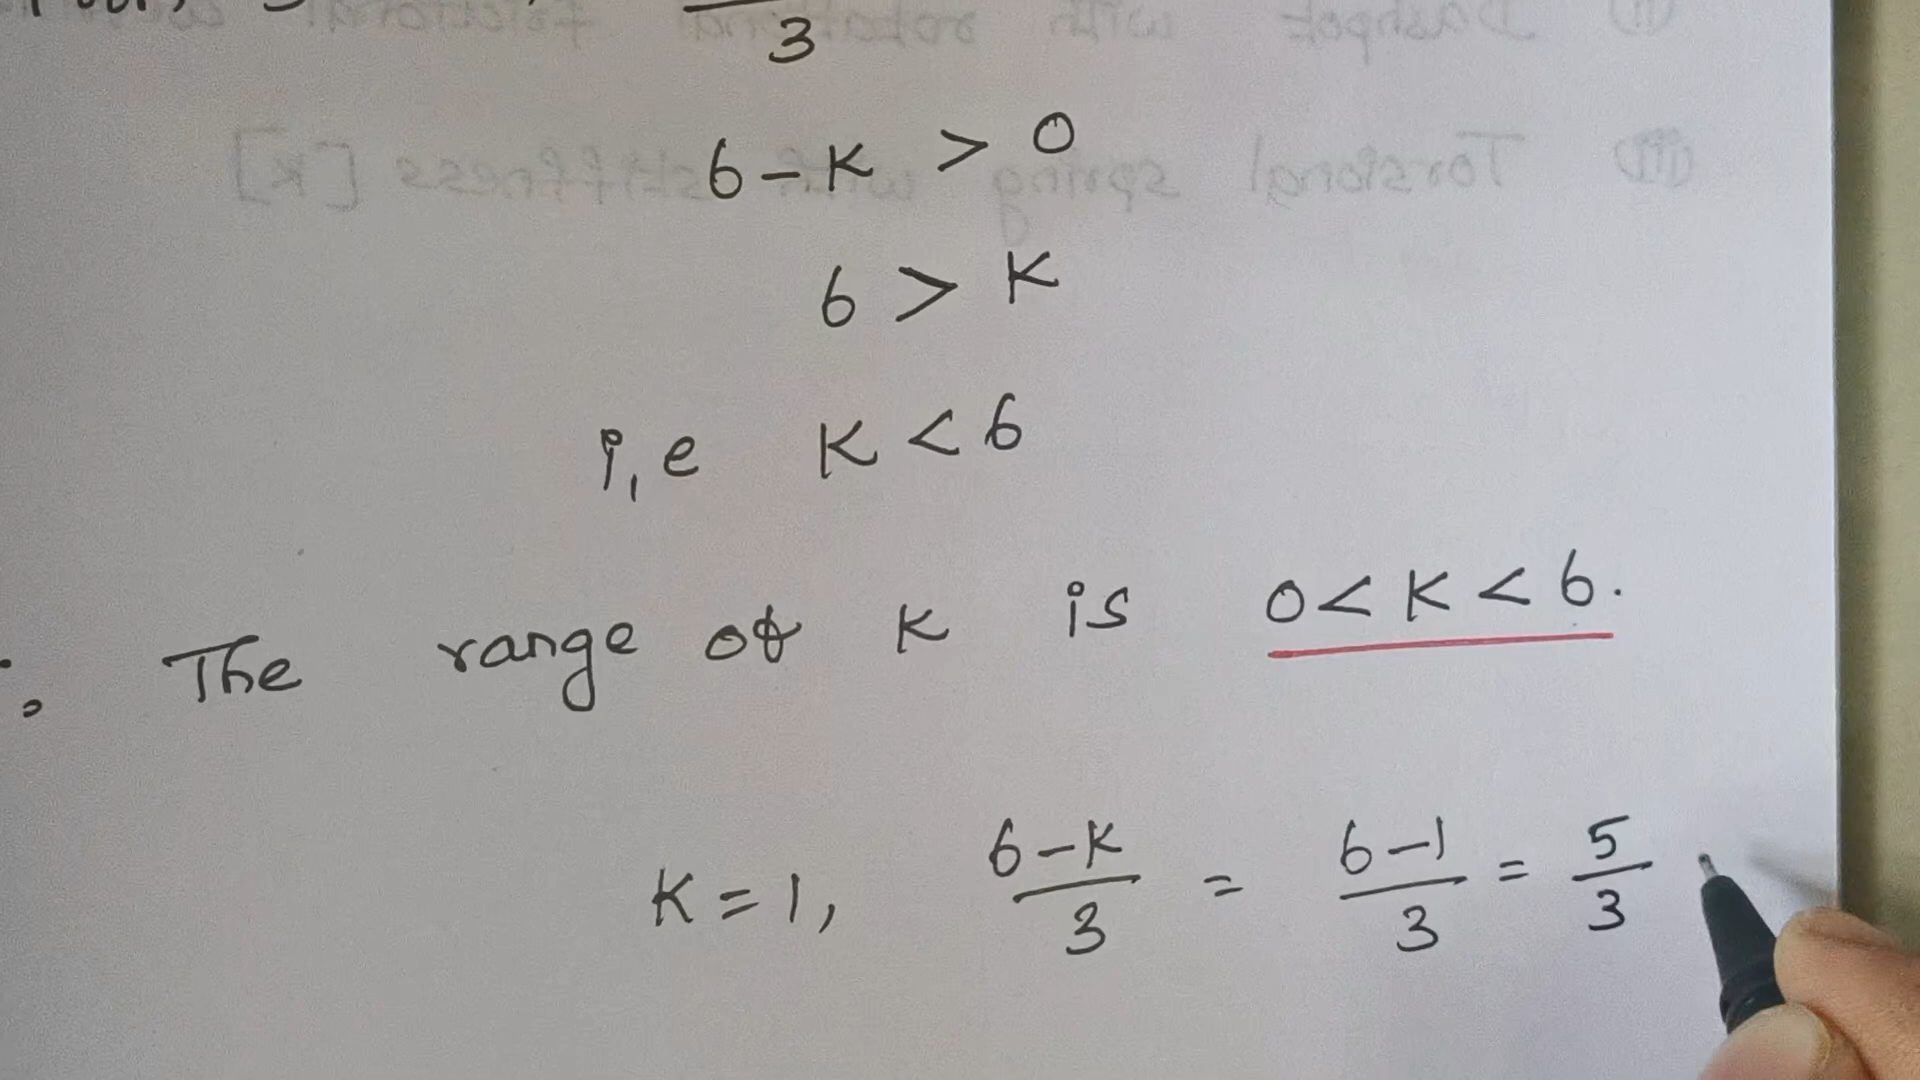 3
6 - K > 0
6 > K
i,e K < 6
∴ The range of K is 0 < K < 6.
K = 1, 6 - K / 3 = 6 - 1 / 3 = 5 / 3